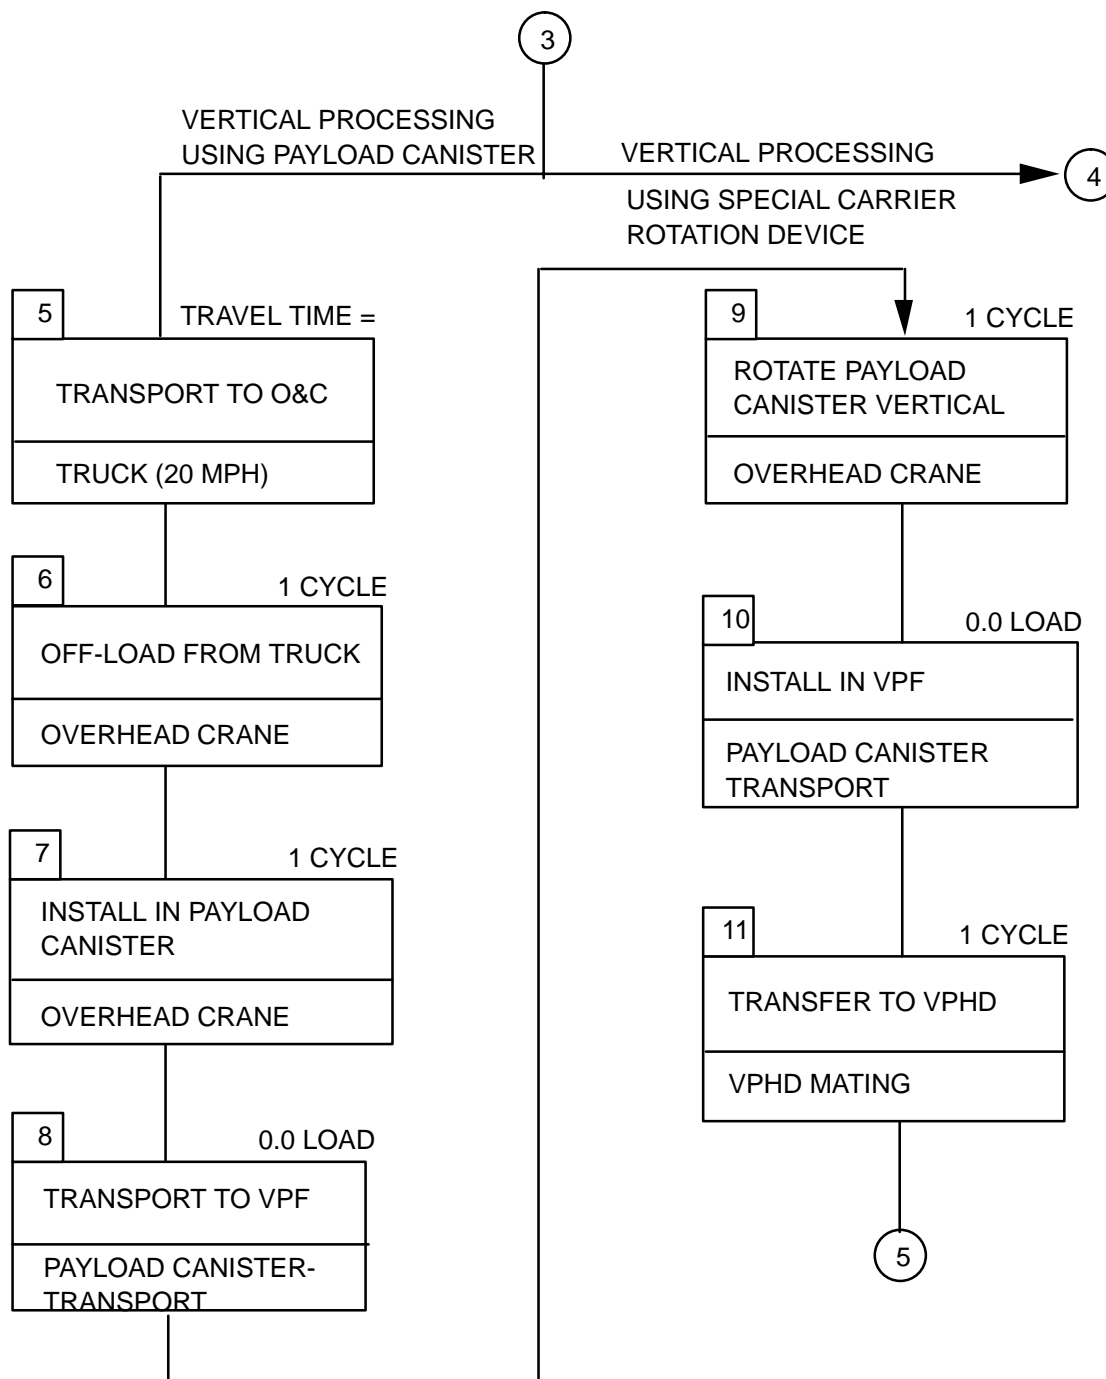 3
VERTICAL PROCESSING
USING PAYLOAD CANISTER
VERTICAL PROCESSING
4
USING SPECIAL CARRIER
ROTATION DEVICE
5
TRAVEL TIME =
TRANSPORT TO O&C
TRUCK (20 MPH)
6
1 CYCLE
OFF-LOAD FROM TRUCK
OVERHEAD CRANE
7
1 CYCLE
INSTALL IN PAYLOAD
CANISTER
OVERHEAD CRANE
8
0.0 LOAD
TRANSPORT TO VPF
PAYLOAD CANISTER-
TRANSPORT
9
1 CYCLE
ROTATE PAYLOAD
CANISTER VERTICAL
OVERHEAD CRANE
10
0.0 LOAD
INSTALL IN VPF
PAYLOAD CANISTER
TRANSPORT
11
1 CYCLE
TRANSFER TO VPHD
VPHD MATING
5